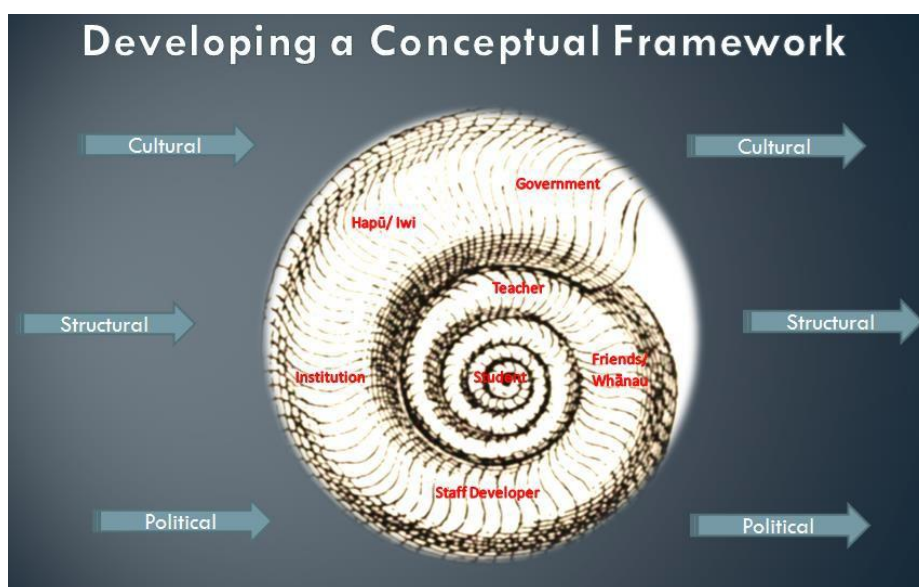 Developing a Conceptual Framework
Cultural
Cultural
Government
Hapū/ Iwi
Teacher
Structural
Structural
Friends/
Whānau
Institution
Student
Staff Developer
Political
Political